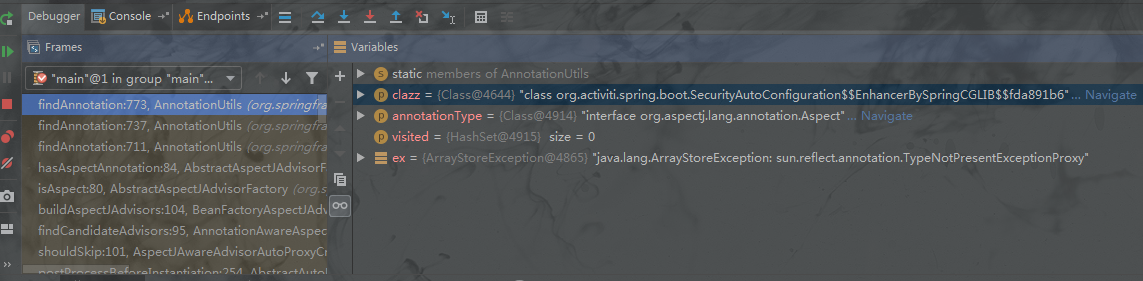 Debugger Console Endpoints
Frames
Variables
"main"@1 in group "main"...
findAnnotation:773, AnnotationUtils (org.springfra
findAnnotation:737, AnnotationUtils (org.springfra
findAnnotation:711, AnnotationUtils (org.springfra
hasAspectAnnotation:84, AbstractAspectJAdvisorF
isAspect:80, AbstractAspectJAdvisorFactory (org.s
buildAspectJAdvisors:104, BeanFactoryAspectJAdv
findCandidateAdvisors:95, AnnotationAwareAspec
shouldSkip:101, AspectJAwareAdvisorAutoProxyCr
postProcessBeforeInstantiation:254, AbstractAuto
static members of AnnotationUtils
clazz = {Class@4644} "class org.activiti.spring.boot.SecurityAutoConfiguration$$EnhancerBySpringCGLIB$$fda891b6"... Navigate
annotationType = {Class@4914} "interface org.aspectj.lang.annotation.Aspect"... Navigate
visited = {HashSet@4915} size = 0
ex = {ArrayStoreException@4865} "java.lang.ArrayStoreException: sun.reflect.annotation.TypeNotPresentExceptionProxy"